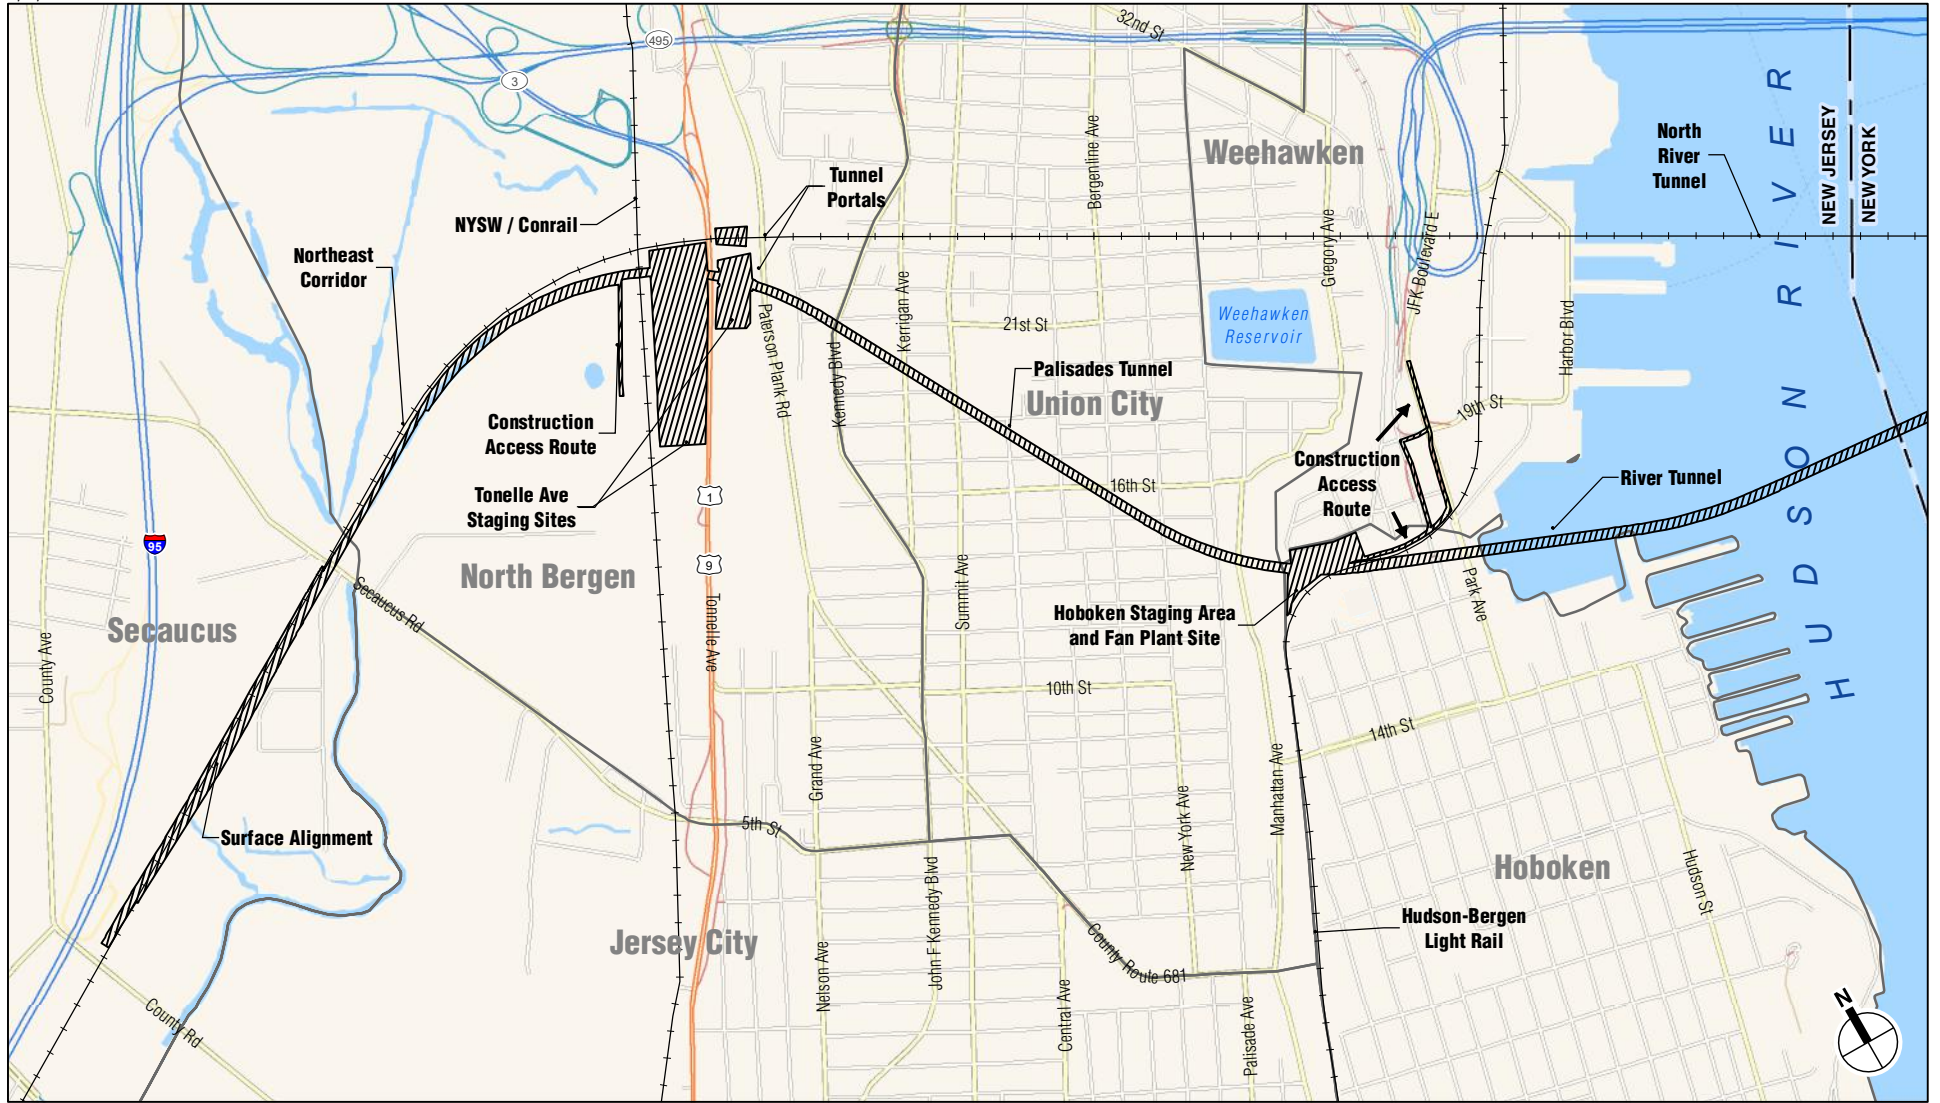 32nd St
495
3
Weehawken
Bergenline Ave
North
River
Tunnel
NEW JERSEY
NEW YORK
HUDSON RIVER
Tunnel
Portals
NYSW / Conrail
Northeast
Corridor
Gregory Ave
JFK Boulevard E
Harbor Blvd
Kerrigan Ave
Kennedy Blvd
Paterson Plank Rd
21st St
Weehawken
Reservoir
Palisades Tunnel
Union City
19th St
Construction
Access Route
Tonelle Ave
Staging Sites
1
9
16th St
Construction
Access
Route
River Tunnel
95
North Bergen
Secaucus Rd
Secaucus
County Ave
Tonnelle Ave
Summit Ave
Hoboken Staging Area
and Fan Plant Site
Park Ave
10th St
14th St
Grand Ave
New York Ave
Manhattan Ave
5th St
Surface Alignment
Hoboken
Hudson St
Jersey City
Nelson Ave
John F Kennedy Blvd
Central Ave
County Route 681
Palisade Ave
Hudson-Bergen
Light Rail
County Rd
N